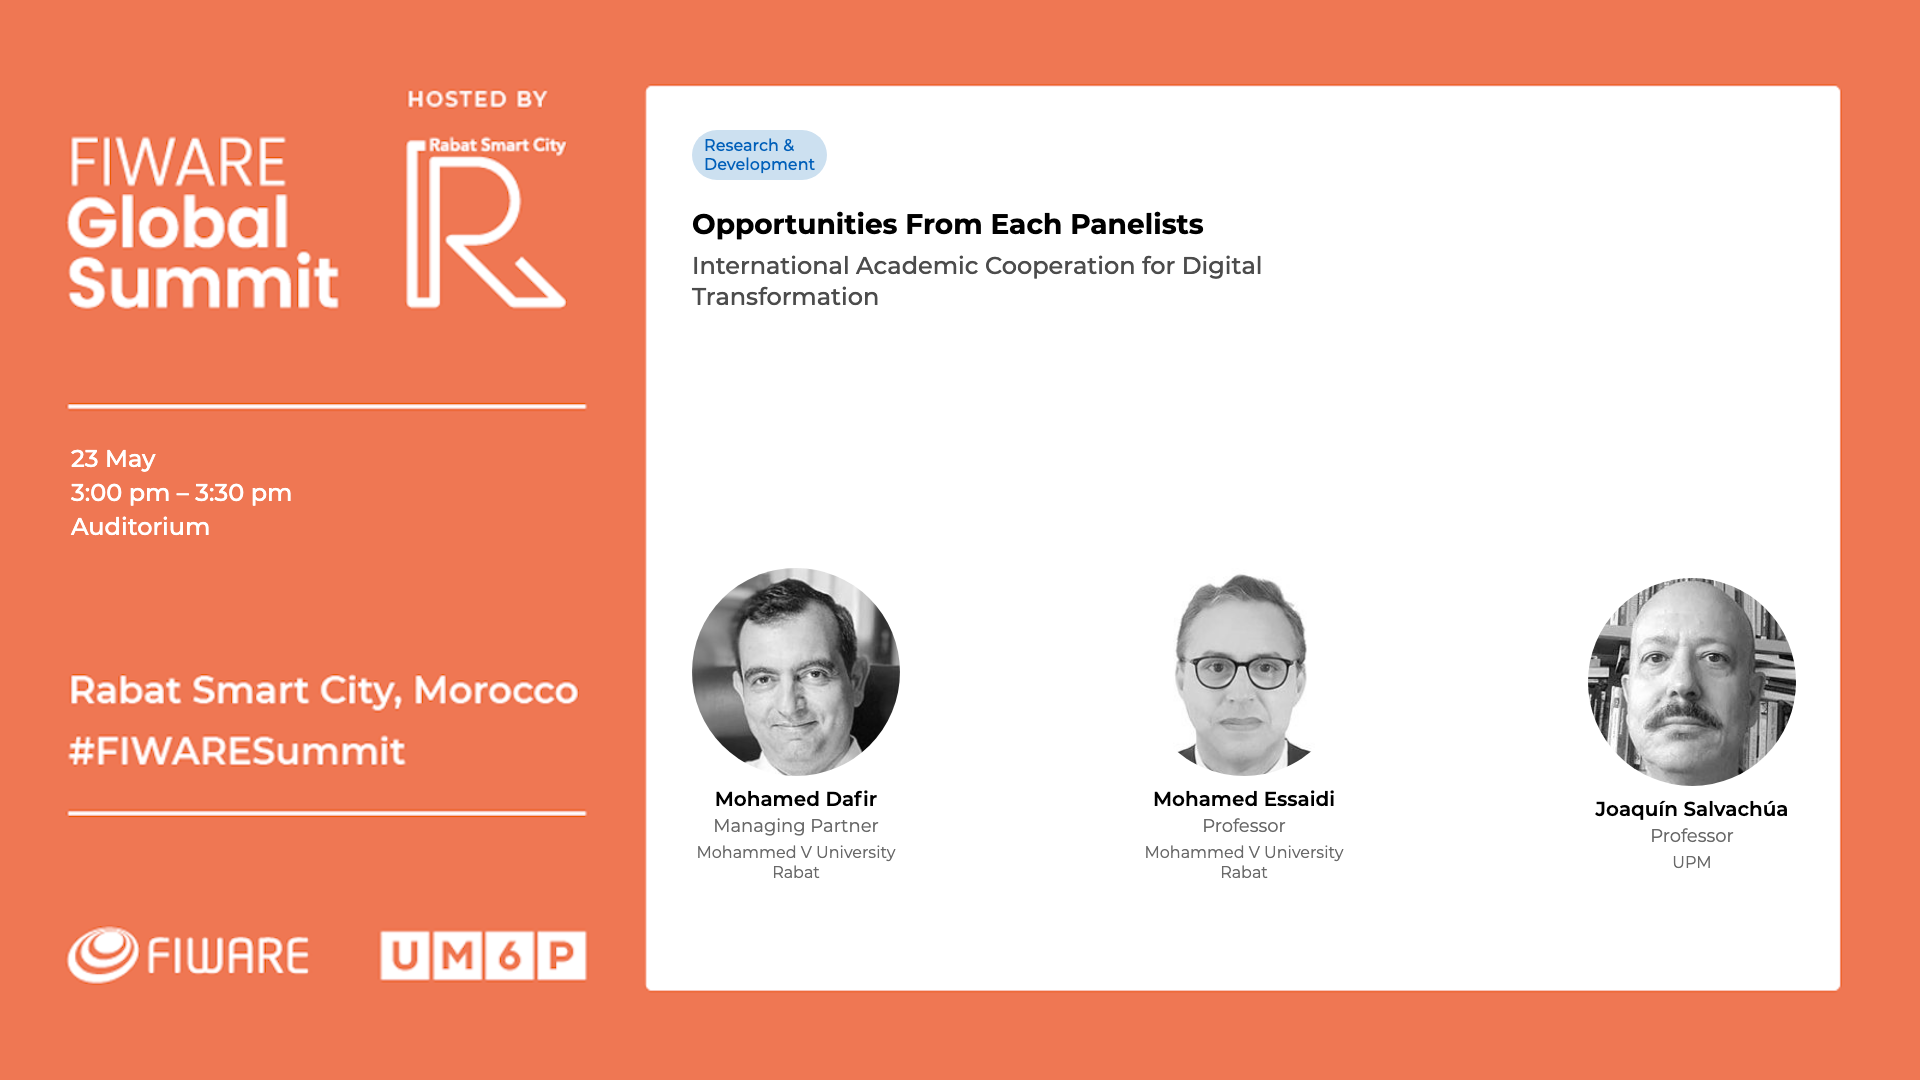 HOSTED BY
FIWARE
Global
Summit
Rabat Smart City
R
23 May
3:00 pm – 3:30 pm
Auditorium
Rabat Smart City, Morocco
#FIWARESummit
FIWARE
UM6P
Research &
Development
Opportunities From Each Panelists
International Academic Cooperation for Digital
Transformation
Mohamed Dafir
Managing Partner
Mohammed V University
Rabat
Mohamed Essaidi
Professor
Mohammed V University
Rabat
Joaquín Salvachúa
Professor
UPM